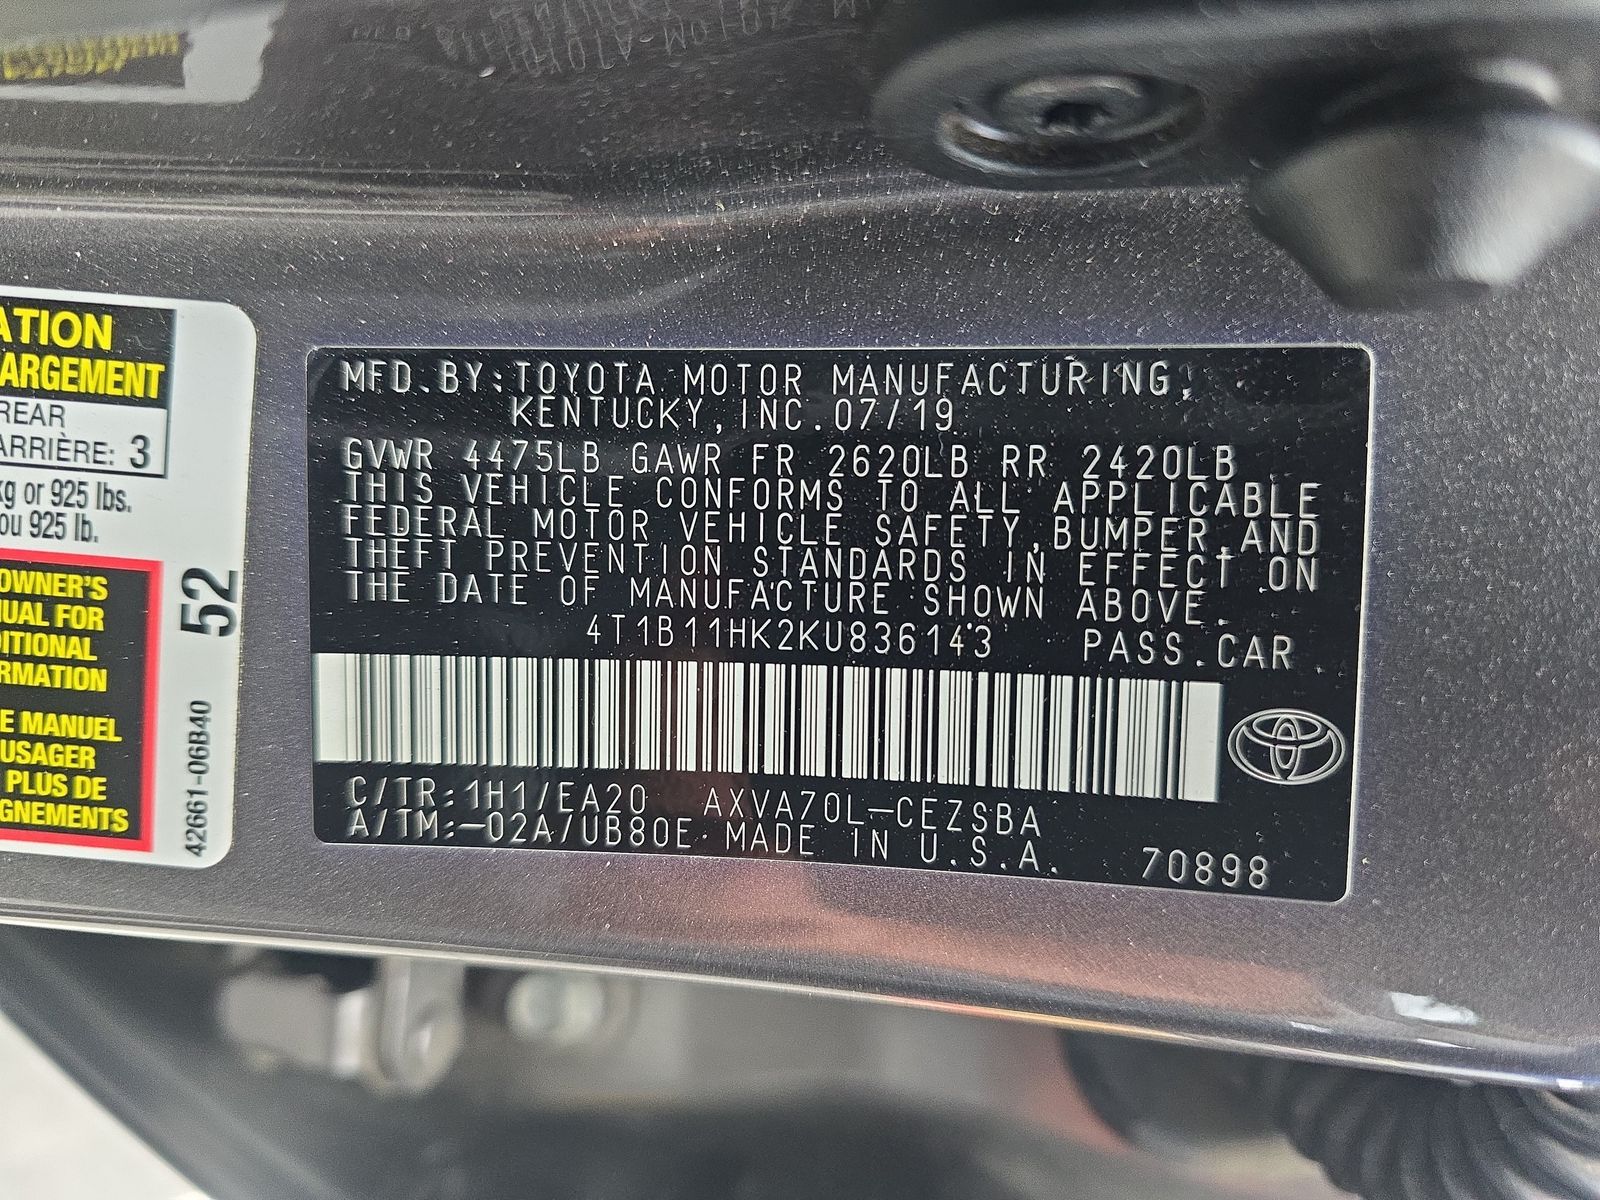 ATION
ARGEMENT
REAR
ARRIÈRE: 3
kg or 925 lbs.
ou 925 lb.
OWNER'S
UAL FOR
ITIONAL
RMATION
E MANUEL
USAGER
PLUS DE
GNEMENTS
52
42661-06B40
MFD.BY:TOYOTA MOTOR MANUFACTURING,
KENTUCKY,INC.07/19
GVWR 4475LB GAWR FR 2620LB RR 2420LB
THIS VEHICLE CONFORMS TO ALL APPLICABLE
FEDERAL MOTOR VEHICLE SAFETY,BUMPER,AND
THEFT PREVENTION STANDARDS IN EFFECT ON
THE DATE OF MANUFACTURE SHOWN ABOVE.
4T1B11HK2KU836143 PASS.CAR
C/TR:1H1/EA20 AXVA70L-CEZSBA
A/TM:-02A/UB80E MADE IN U.S.A. 70898